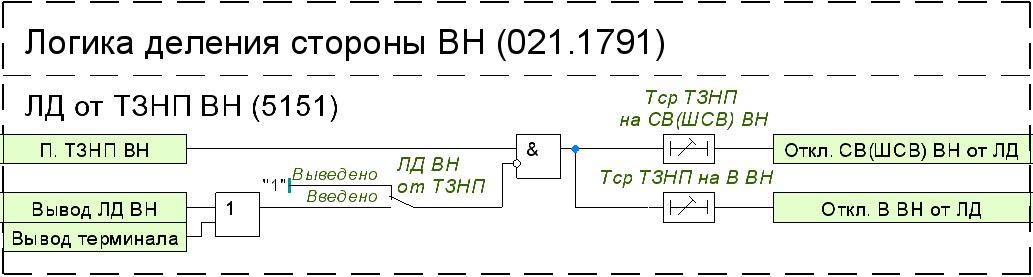 Логика деления стороны ВН (021.1791)
ЛД от ТЗНП ВН (5151)
Тср ТЗНП
на СВ(ШСВ) ВН
П. ТЗНП ВН
&
Откл. СВ(ШСВ) ВН от ЛД
ЛД ВН
от ТЗНП
Выведено
"1"
Введено
Тср ТЗНП на В ВН
Вывод ЛД ВН
1
Откл. В ВН от ЛД
Вывод терминала